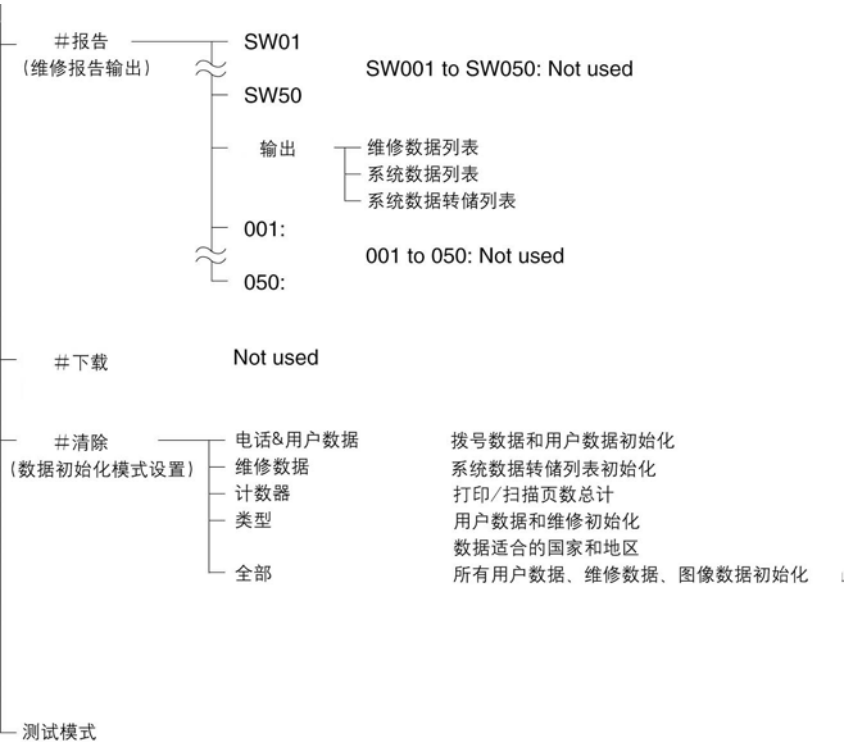 #报告
SW01
(维修报告输出)
SW001 to SW050: Not used
SW50
输出
维修数据列表
系统数据列表
系统数据转储列表
001:
001 to 050: Not used
050:
#下载
Not used
#清除
电话&用户数据
拨号数据和用户数据初始化
(数据初始化模式设置)
维修数据
系统数据转储列表初始化
计数器
打印/扫描页数总计
类型
用户数据和维修初始化
数据适合的国家和地区
全部
所有用户数据、维修数据、图像数据初始化
测试模式